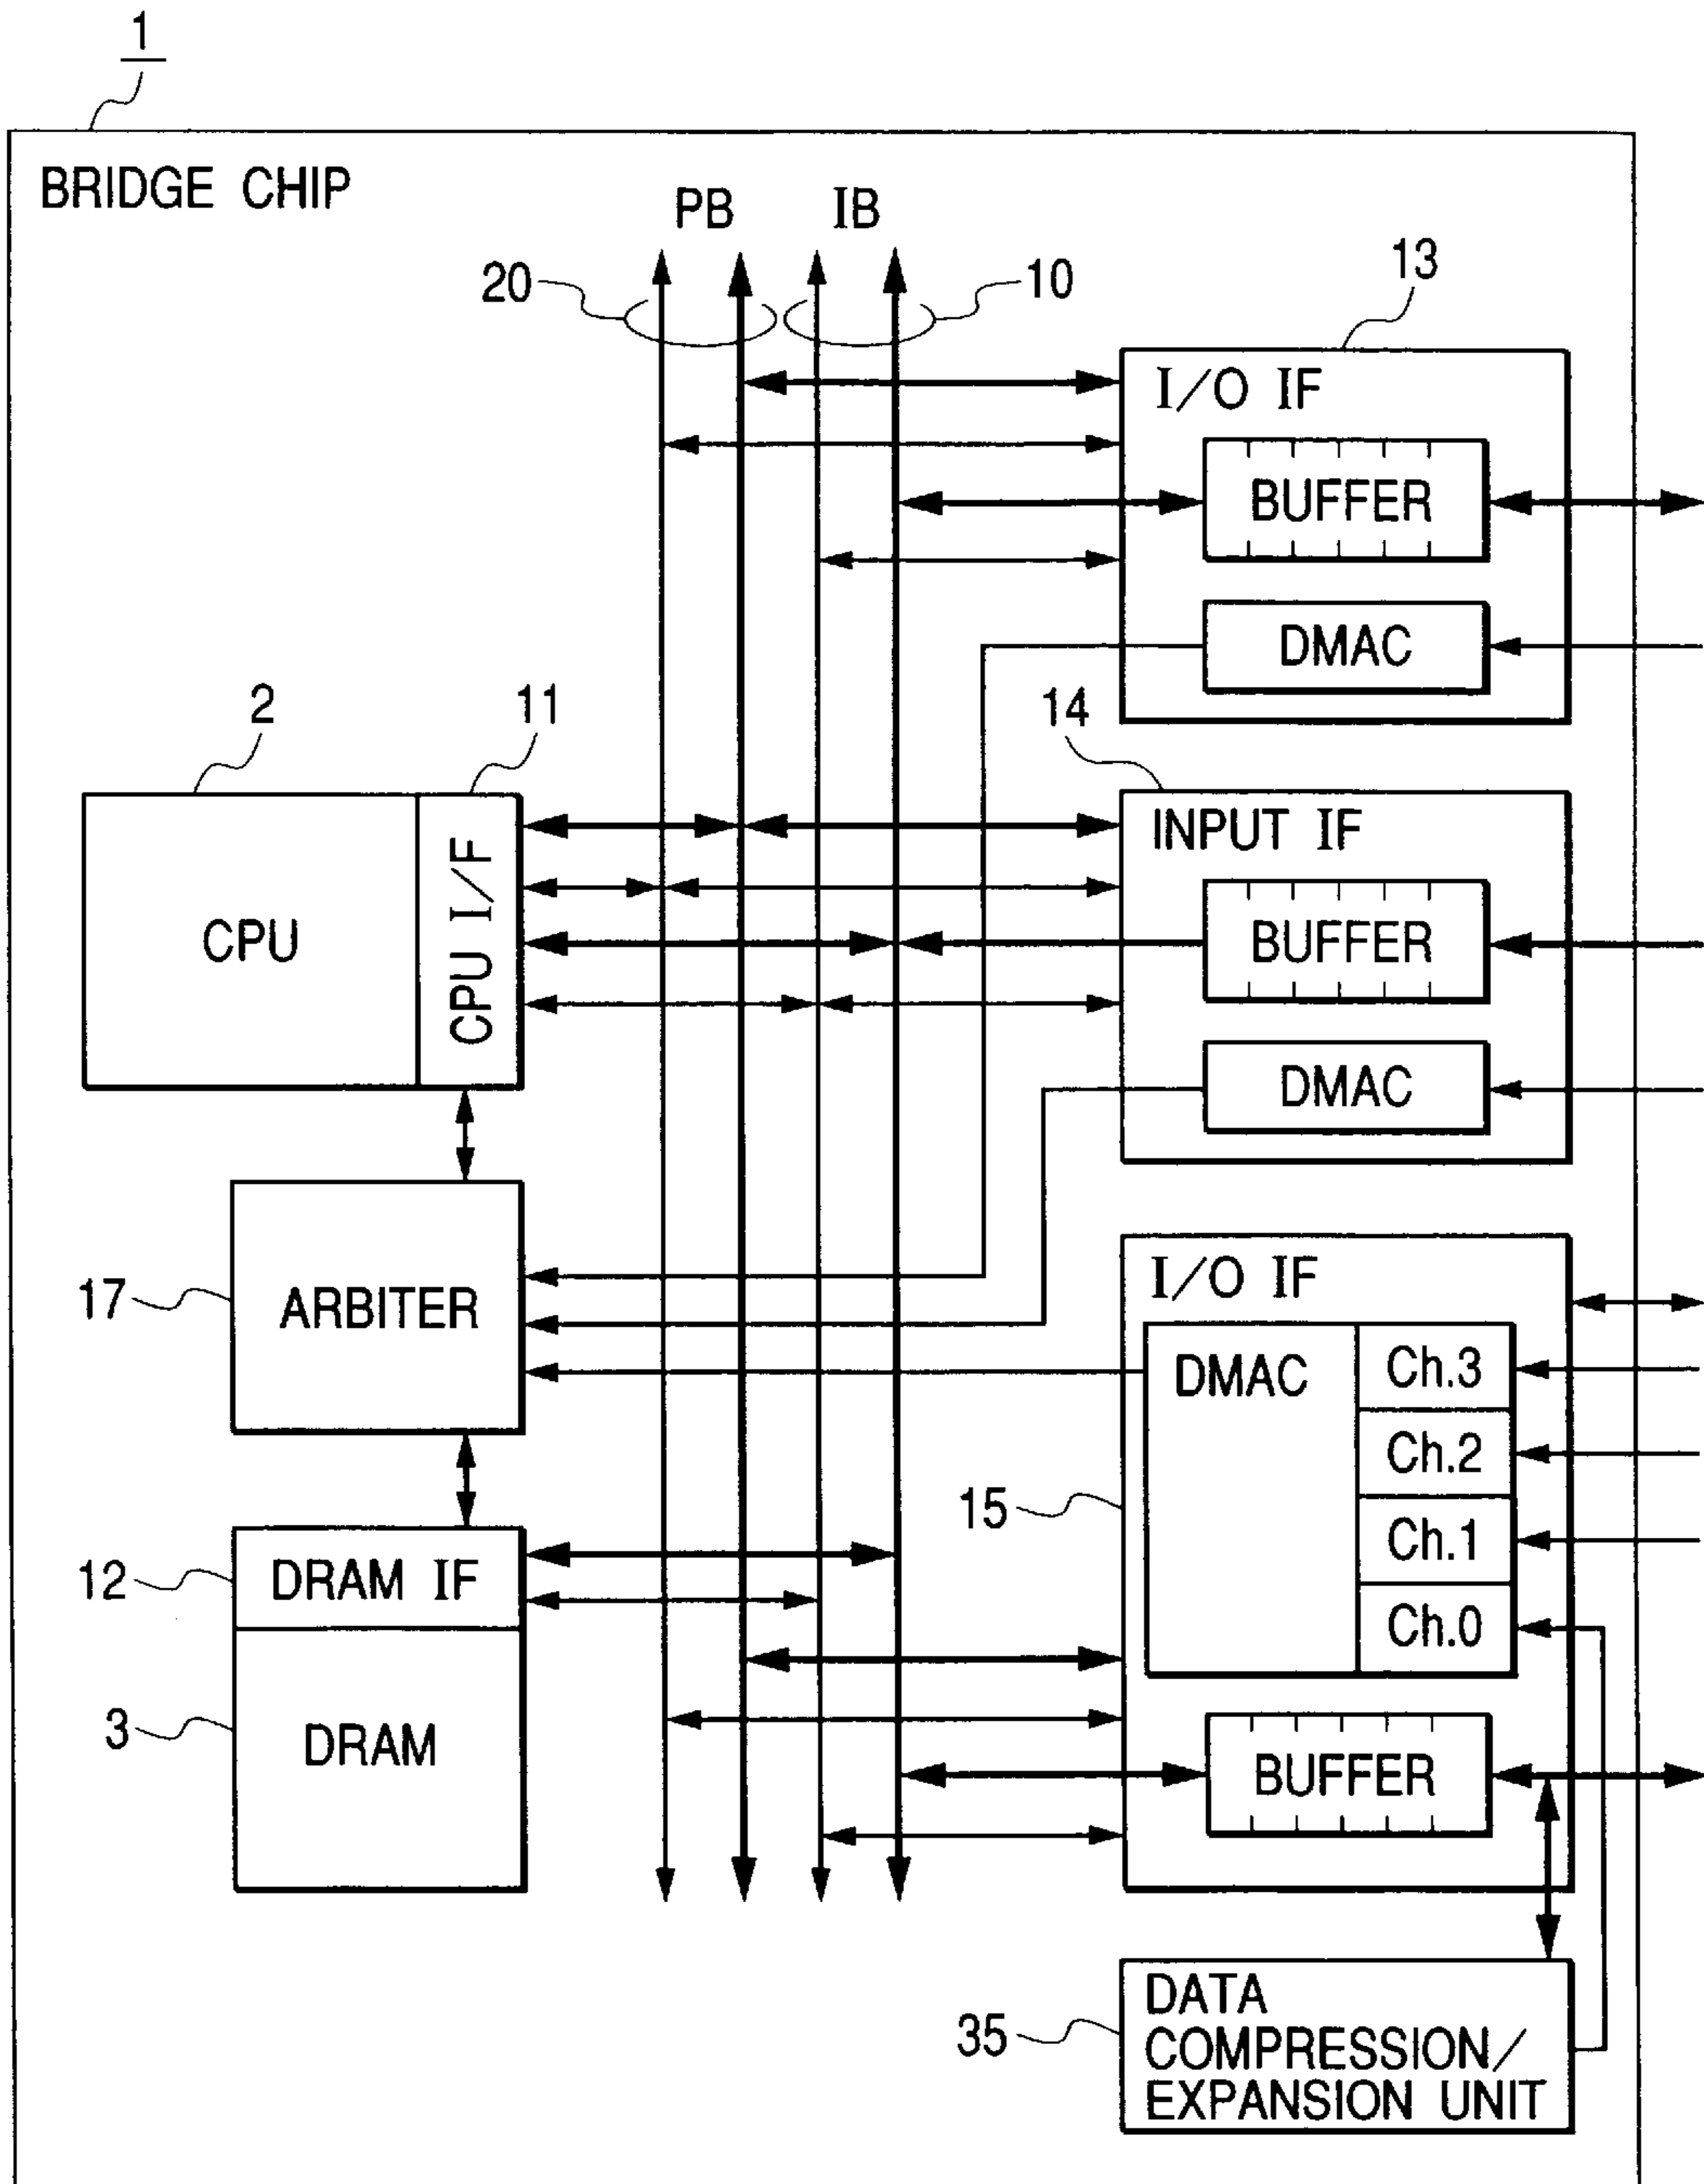 1
BRIDGE CHIP
PB IB
20
10
13
I/O IF
BUFFER
DMAC
2
11
14
CPU
CPU I/F
INPUT IF
BUFFER
DMAC
17
ARBITER
I/O IF
DMAC
Ch.3
Ch.2
Ch.1
Ch.0
15
12
DRAM IF
3
DRAM
BUFFER
35
DATA
COMPRESSION/
EXPANSION UNIT